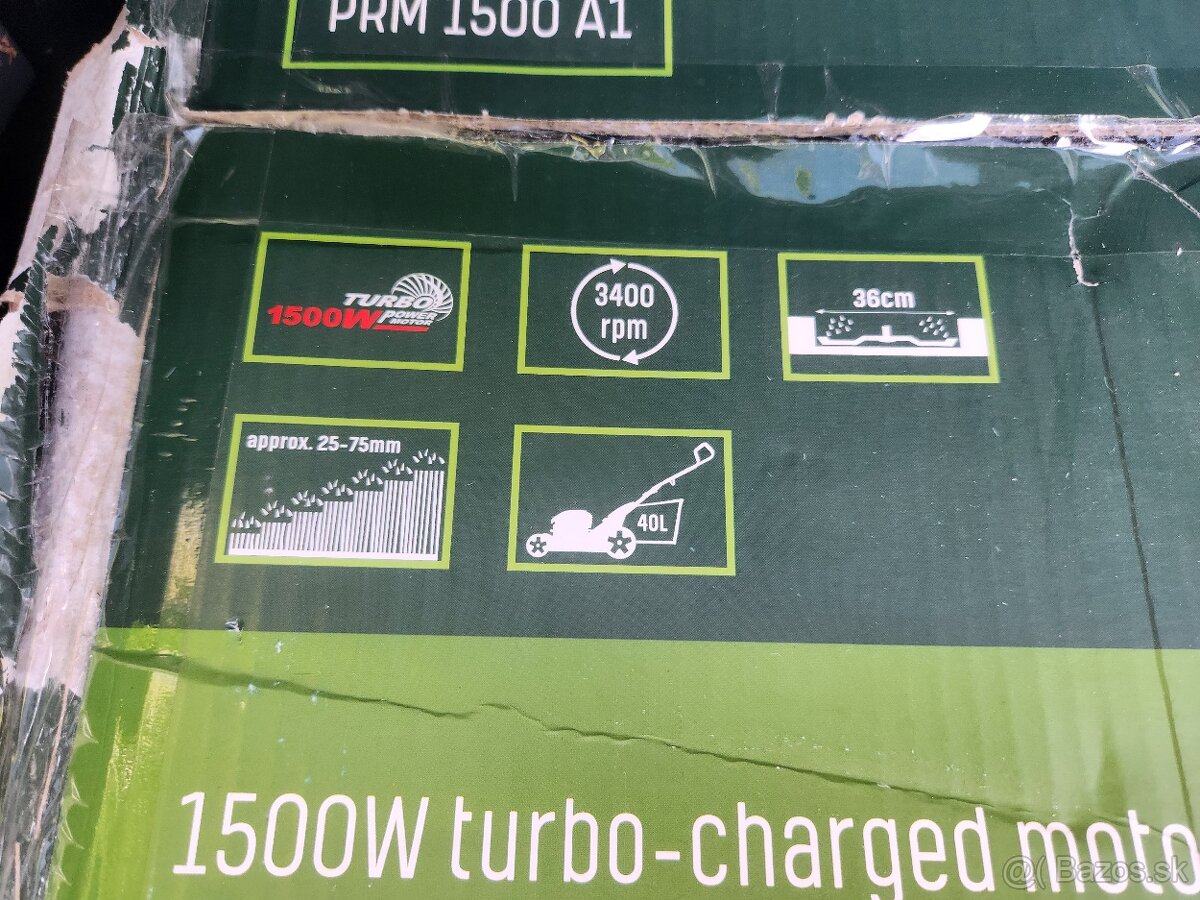 PRM 1500 A1
TURBO
1500W POWER
MOTOR
3400
rpm
36cm
approx. 25-75mm
40L
1500W turbo-charged moto
@ Bazos.sk